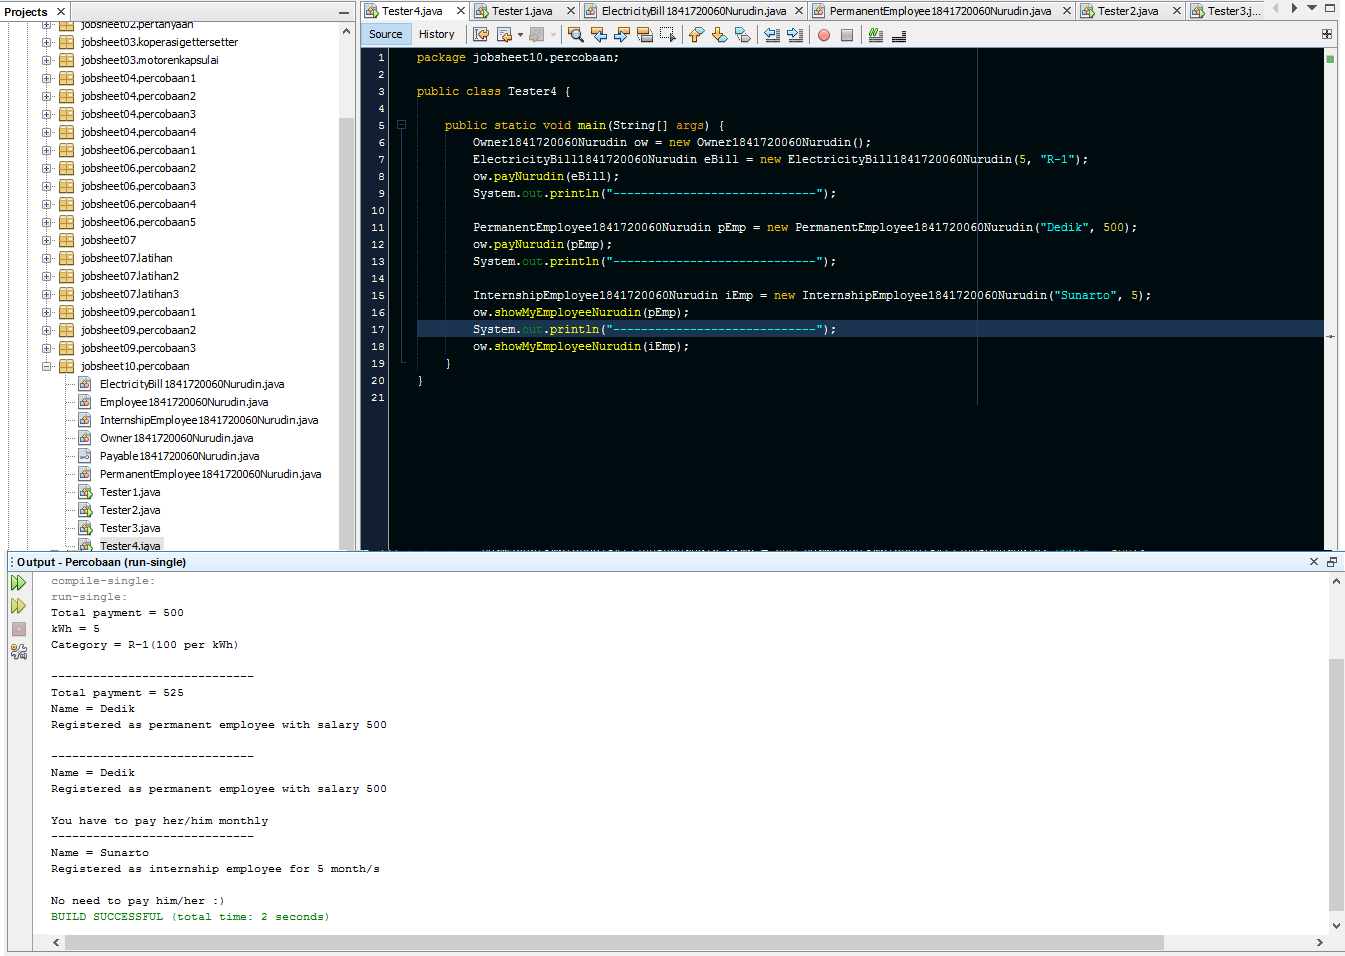 Projects
jobsheet02.pertanyaan
jobsheet03.koperasigettersetter
jobsheet03.motorenkapsulai
jobsheet04.percobaan1
jobsheet04.percobaan2
jobsheet04.percobaan3
jobsheet04.percobaan4
jobsheet06.percobaan1
jobsheet06.percobaan2
jobsheet06.percobaan3
jobsheet06.percobaan4
jobsheet06.percobaan5
jobsheet07
jobsheet07.latihan
jobsheet07.latihan2
jobsheet07.latihan3
jobsheet09.percobaan1
jobsheet09.percobaan2
jobsheet09.percobaan3
jobsheet10.percobaan
ElectricityBill1841720060Nurudin.java
Employee1841720060Nurudin.java
InternshipEmployee1841720060Nurudin.java
Owner1841720060Nurudin.java
Payable1841720060Nurudin.java
PermanentEmployee1841720060Nurudin.java
Tester1.java
Tester2.java
Tester3.java
Tester4.java
Tester4.java Tester1.java ElectricityBill1841720060Nurudin.java PermanentEmployee1841720060Nurudin.java Tester2.java Tester3.j...
Source History
1 package jobsheet10.percobaan;
2
3 public class Tester4 {
4
5 public static void main(String[] args) {
6 Owner1841720060Nurudin ow = new Owner1841720060Nurudin();
7 ElectricityBill1841720060Nurudin eBill = new ElectricityBill1841720060Nurudin(5, "R-1");
8 ow.payNurudin(eBill);
9 System.out.println("-----------------------------");
10
11 PermanentEmployee1841720060Nurudin pEmp = new PermanentEmployee1841720060Nurudin("Dedik", 500);
12 ow.payNurudin(pEmp);
13 System.out.println("-----------------------------");
14
15 InternshipEmployee1841720060Nurudin iEmp = new InternshipEmployee1841720060Nurudin("Sunarto", 5);
16 ow.showMyEmployeeNurudin(pEmp);
17 System.out.println("-----------------------------");
18 ow.showMyEmployeeNurudin(iEmp);
19 }
20 }
21
Output - Percobaan (run-single)
compile-single:
run-single:
Total payment = 500
kWh = 5
Category = R-1(100 per kWh)
-----------------------------
Total payment = 525
Name = Dedik
Registered as permanent employee with salary 500
-----------------------------
Name = Dedik
Registered as permanent employee with salary 500
You have to pay her/him monthly
-----------------------------
Name = Sunarto
Registered as internship employee for 5 month/s
No need to pay him/her :)
BUILD SUCCESSFUL (total time: 2 seconds)